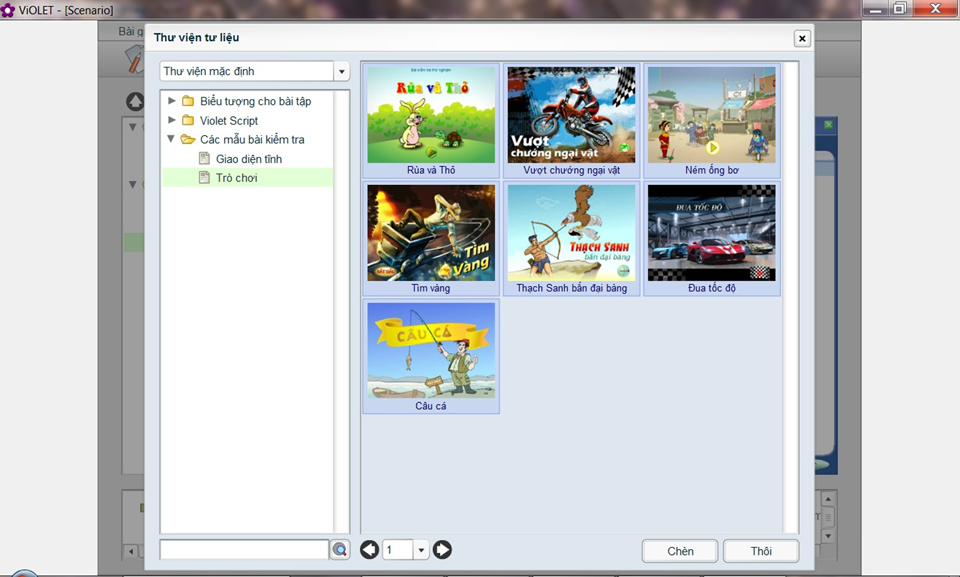 ViOLET - [Scenario]
Bài g
Thư viện tư liệu
Thư viện mặc định
Biểu tượng cho bài tập
Violet Script
Các mẫu bài kiểm tra
Giao diện tĩnh
Trò chơi
Rùa và Thỏ
Rùa và Thỏ
Vượt
chướng ngại vật
Vượt chướng ngại vật
Ném ống bơ
Tìm
Vàng
Tìm vàng
THẠCH SANH
bắn đại bàng
Thạch Sanh bắn đại bàng
ĐUA TỐC ĐỘ
Đua tốc độ
CÂU CÁ
Câu cá
1
Chèn
Thôi